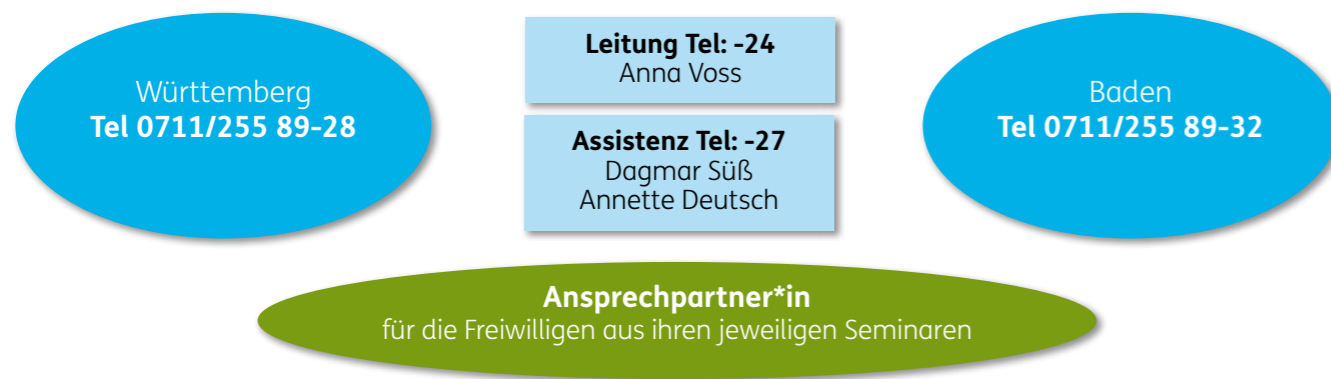 Württemberg
Tel 0711/255 89-28
Leitung Tel: -24
Anna Voss
Assistenz Tel: -27
Dagmar Süß
Annette Deutsch
Baden
Tel 0711/255 89-32
Ansprechpartner*in
für die Freiwilligen aus ihren jeweiligen Seminaren